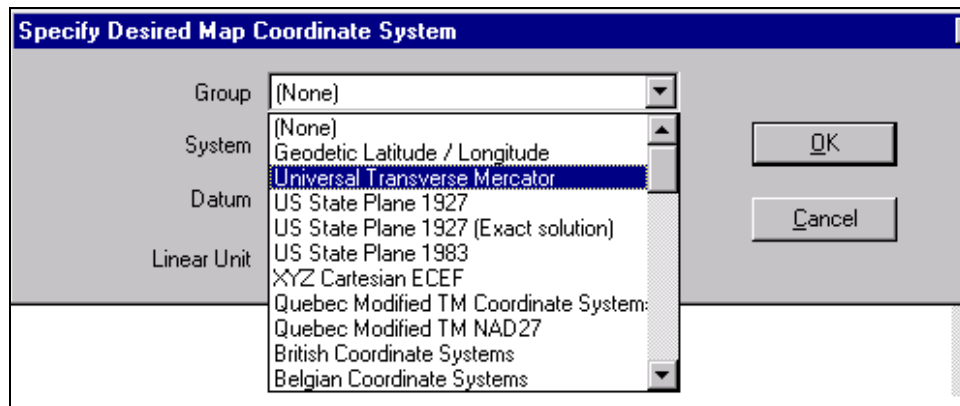 Specify Desired Map Coordinate System
Group (None)
(None)
System
Geodetic Latitude / Longitude
OK
Universal Transverse Mercator
Datum
US State Plane 1927
US State Plane 1927 (Exact solution)
Cancel
Linear Unit
US State Plane 1983
XYZ Cartesian ECEF
Quebec Modified TM Coordinate System
Quebec Modified TM NAD27
British Coordinate Systems
Belgian Coordinate Systems